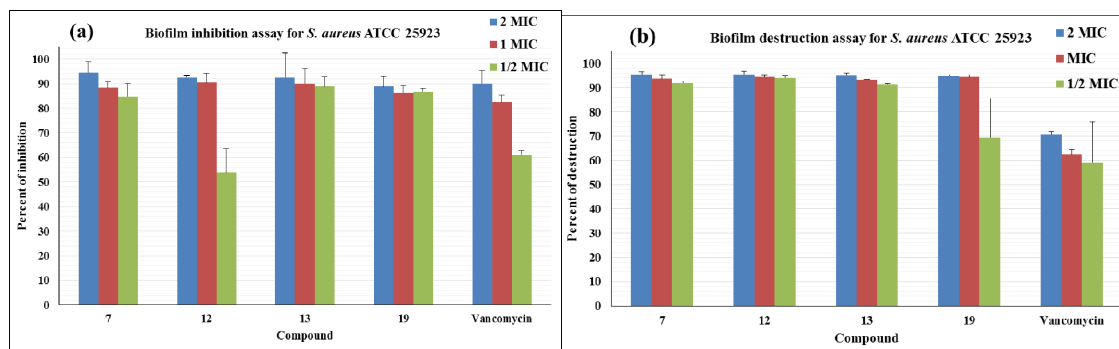 (a)
Biofilm inhibition assay for S. aureus ATCC 25923
2 MIC
1 MIC
1/2 MIC
Percent of inhibition
100
90
80
70
60
50
40
30
20
10
0
7 12 13 19 Vancomycin
Compound
(b)
Biofilm destruction assay for S. aureus ATCC 25923
2 MIC
MIC
1/2 MIC
Percent of destruction
100
90
80
70
60
50
40
30
20
10
0
7 12 13 19 Vancomycin
Compound